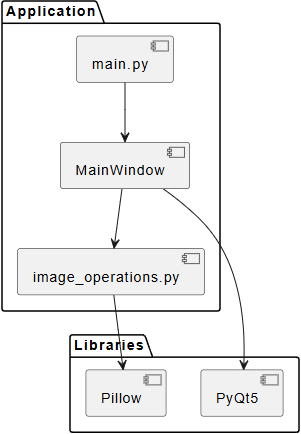 Application
main.py
MainWindow
image_operations.py
Libraries
Pillow
PyQt5